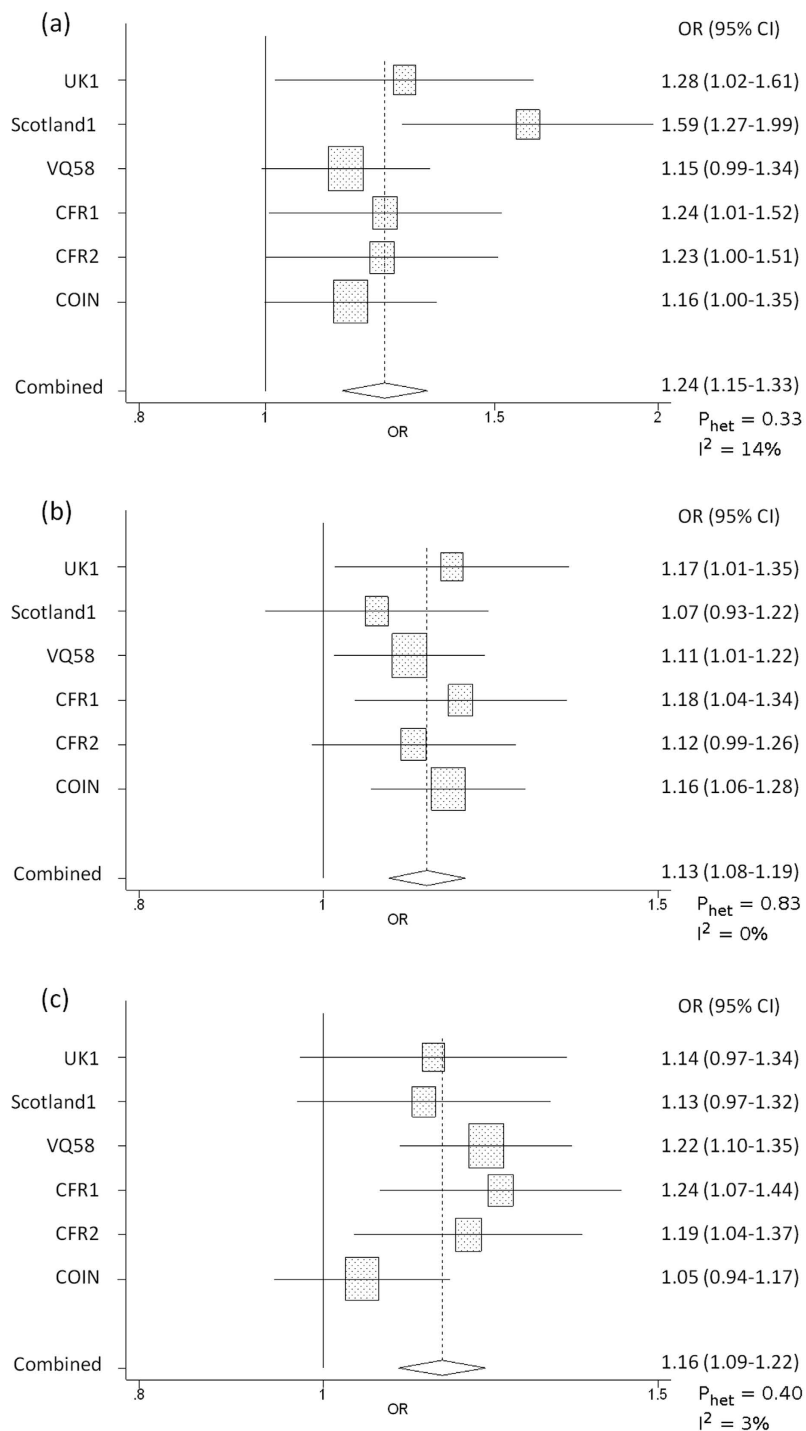 (a)
OR (95% CI)
UK1 1.28 (1.02-1.61)
Scotland1 1.59 (1.27-1.99)
VQ58 1.15 (0.99-1.34)
CFR1 1.24 (1.01-1.52)
CFR2 1.23 (1.00-1.51)
COIN 1.16 (1.00-1.35)
Combined 1.24 (1.15-1.33)
.8 1 1.5 2
OR
P_het = 0.33
I² = 14%
(b)
OR (95% CI)
UK1 1.17 (1.01-1.35)
Scotland1 1.07 (0.93-1.22)
VQ58 1.11 (1.01-1.22)
CFR1 1.18 (1.04-1.34)
CFR2 1.12 (0.99-1.26)
COIN 1.16 (1.06-1.28)
Combined 1.13 (1.08-1.19)
.8 1 1.5
OR
P_het = 0.83
I² = 0%
(c)
OR (95% CI)
UK1 1.14 (0.97-1.34)
Scotland1 1.13 (0.97-1.32)
VQ58 1.22 (1.10-1.35)
CFR1 1.24 (1.07-1.44)
CFR2 1.19 (1.04-1.37)
COIN 1.05 (0.94-1.17)
Combined 1.16 (1.09-1.22)
.8 1 1.5
OR
P_het = 0.40
I² = 3%